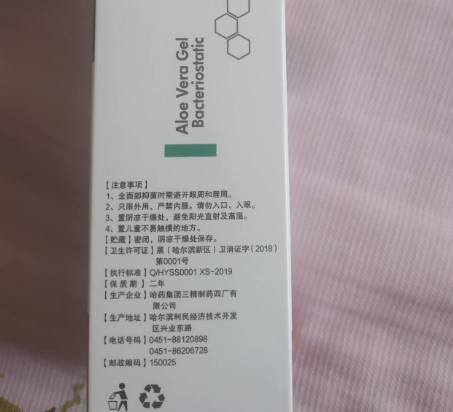 Aloe Vera Gel
Bacteriostatic
【注意事项】
1、全面部抑菌时需避开眼周和唇周。
2、只限外用、严禁内服。请勿入口、入眼。
3、置阴凉干燥处，避免阳光直射及高温。
4、置儿童不易触摸的地方。
【贮藏】密闭，阴凉干燥处保存。
【卫生许可证】黑（哈尔滨新区）卫消证字（2018）
第0001号
【执行标准】Q/HYSS0001 XS-2019
【保 质 期】二年
【生产企业】哈药集团三精制药四厂有
限公司
【生产地址】哈尔滨利民经济技术开发
区兴业东路
【电话号码】0451-88120898
0451-86206728
【邮政编码】150025